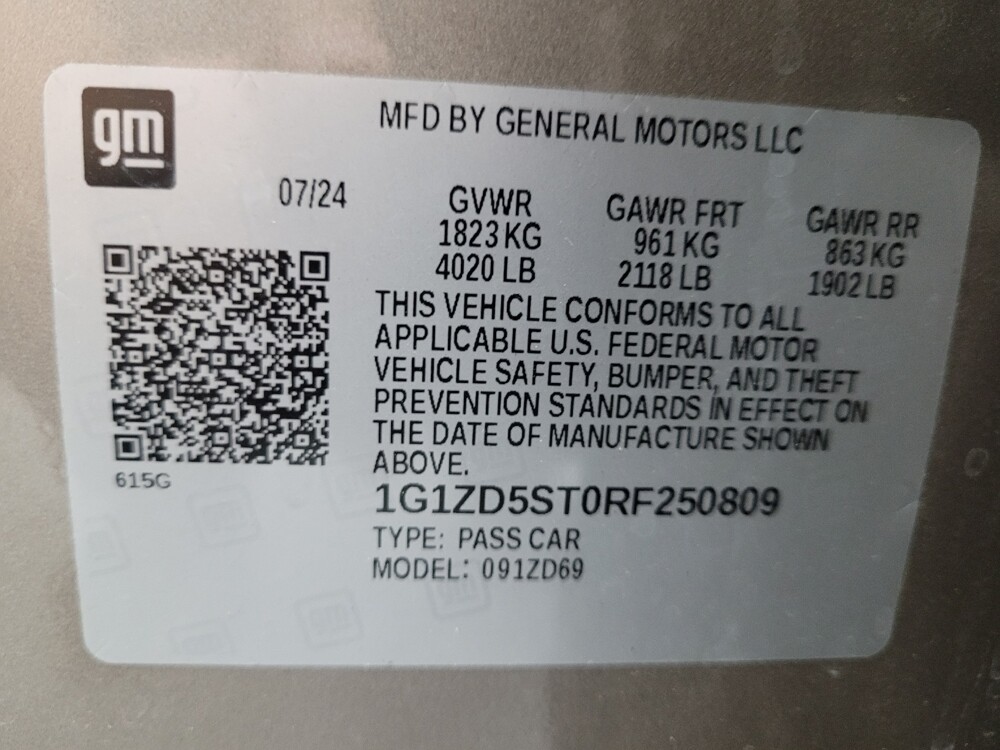 gm
MFD BY GENERAL MOTORS LLC
07/24 GVWR GAWR FRT GAWR RR
1823 KG 961 KG 863 KG
4020 LB 2118 LB 1902 LB
THIS VEHICLE CONFORMS TO ALL
APPLICABLE U.S. FEDERAL MOTOR
VEHICLE SAFETY, BUMPER, AND THEFT
PREVENTION STANDARDS IN EFFECT ON
THE DATE OF MANUFACTURE SHOWN
ABOVE.
615G
1G1ZD5ST0RF250809
TYPE: PASS CAR
MODEL: 091ZD69